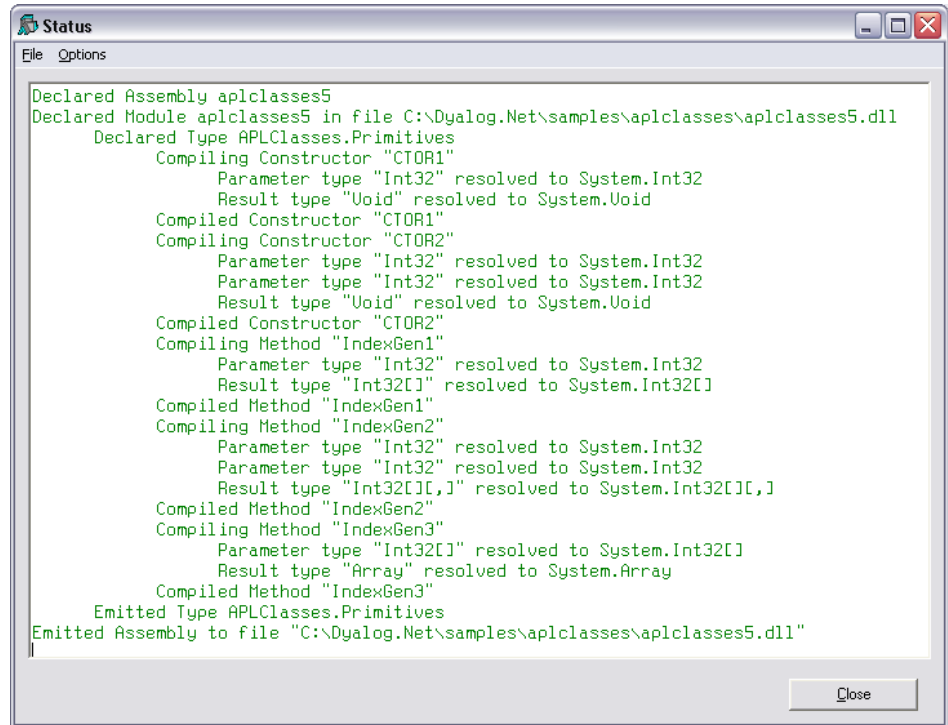 Status
File Options
Declared Assembly aplclasses5
Declared Module aplclasses5 in file C:\Dyalog.Net\samples\aplclasses\aplclasses5.dll
Declared Type APLClasses.Primitives
Compiling Constructor "CTOR1"
Parameter type "Int32" resolved to System.Int32
Result type "Void" resolved to System.Void
Compiled Constructor "CTOR1"
Compiling Constructor "CTOR2"
Parameter type "Int32" resolved to System.Int32
Parameter type "Int32" resolved to System.Int32
Result type "Void" resolved to System.Void
Compiled Constructor "CTOR2"
Compiling Method "IndexGen1"
Parameter type "Int32" resolved to System.Int32
Result type "Int32[]" resolved to System.Int32[]
Compiled Method "IndexGen1"
Compiling Method "IndexGen2"
Parameter type "Int32" resolved to System.Int32
Parameter type "Int32" resolved to System.Int32
Result type "Int32[][,]" resolved to System.Int32[][,]
Compiled Method "IndexGen2"
Compiling Method "IndexGen3"
Parameter type "Int32[]" resolved to System.Int32[]
Result type "Array" resolved to System.Array
Compiled Method "IndexGen3"
Emitted Type APLClasses.Primitives
Emitted Assembly to file "C:\Dyalog.Net\samples\aplclasses\aplclasses5.dll"
Close